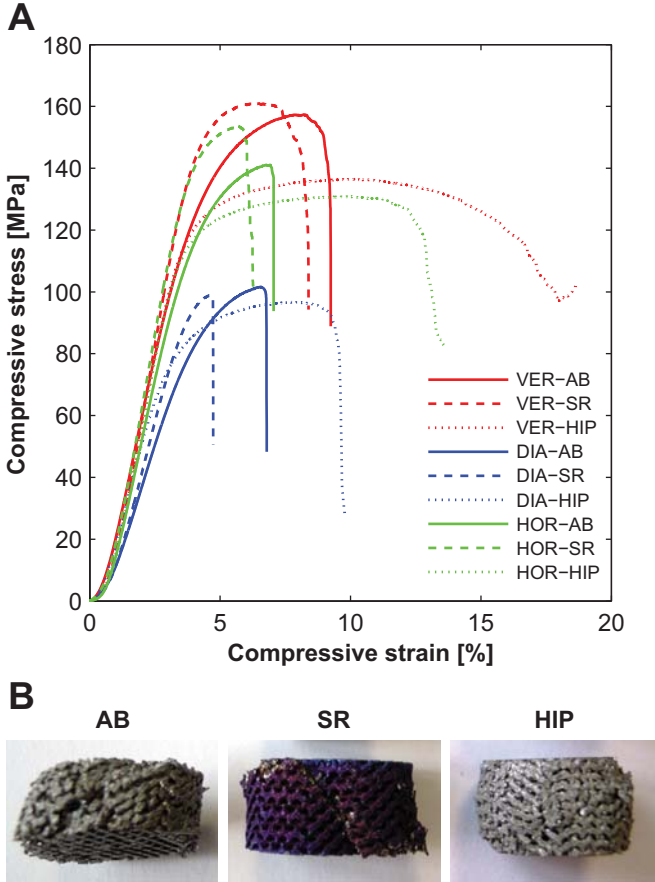 A
180
160
140
120
100
80
60
40
20
0
Compressive stress [MPa]
0 5 10 15 20
Compressive strain [%]
VER−AB
VER−SR
VER−HIP
DIA−AB
DIA−SR
DIA−HIP
HOR−AB
HOR−SR
HOR−HIP
B
AB SR HIP